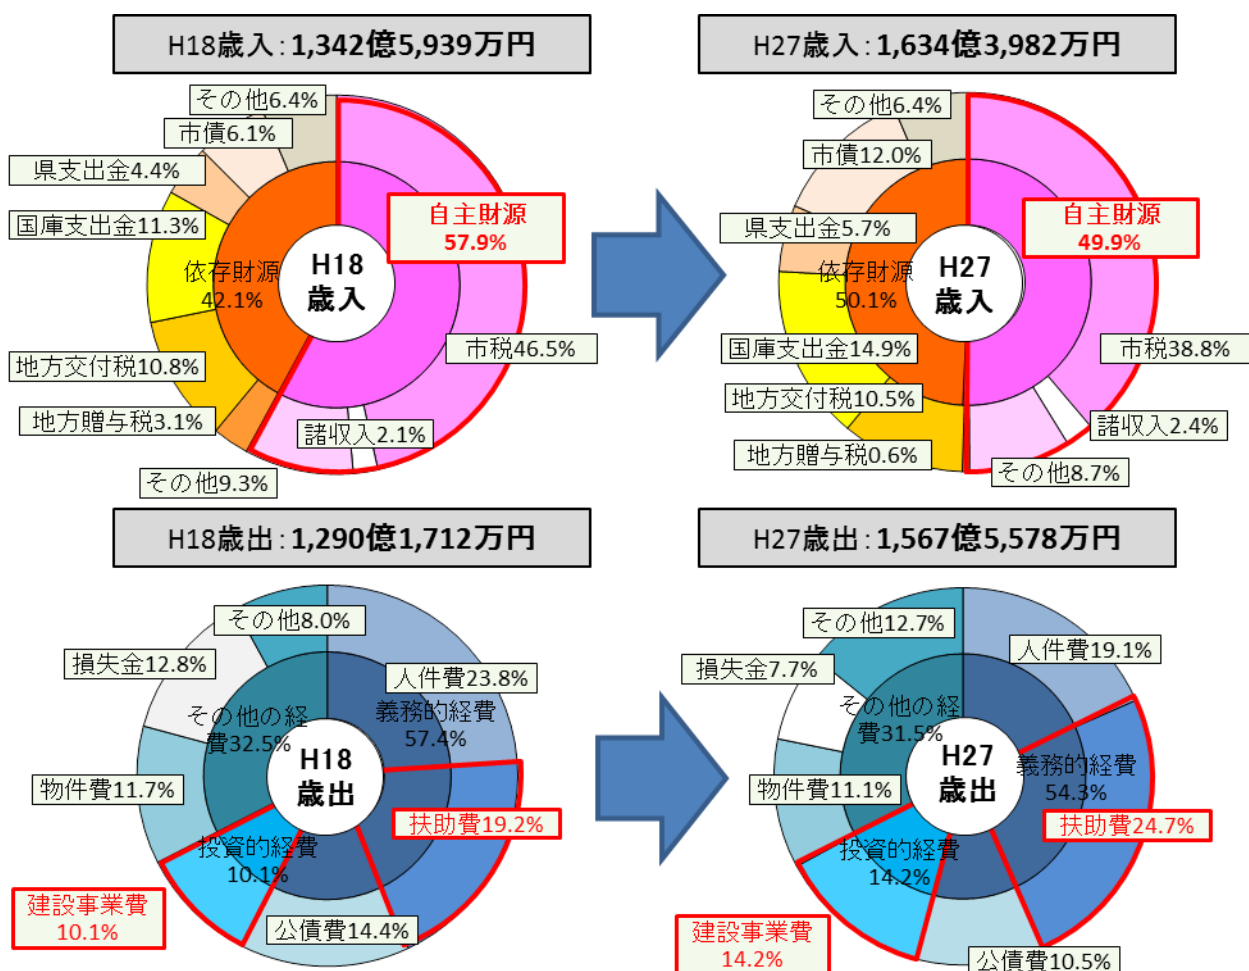 H18歳入：1,342億5,939万円
その他6.4%
市債6.1%
県支出金4.4%
国庫支出金11.3%
依存財源
42.1%
地方交付税10.8%
地方贈与税3.1%
その他9.3%
諸収入2.1%
市税46.5%
自主財源
57.9%
H18
歳入
H27歳入：1,634億3,982万円
その他6.4%
市債12.0%
県支出金5.7%
依存財源
50.1%
国庫支出金14.9%
地方交付税10.5%
地方贈与税0.6%
その他8.7%
諸収入2.4%
市税38.8%
自主財源
49.9%
H27
歳入
H18歳出：1,290億1,712万円
その他8.0%
損失金12.8%
その他の経
費32.5%
物件費11.7%
投資的経費
10.1%
建設事業費
10.1%
公債費14.4%
扶助費19.2%
義務的経費
57.4%
人件費23.8%
H18
歳出
H27歳出：1,567億5,578万円
その他12.7%
損失金7.7%
その他の経
費31.5%
物件費11.1%
投資的経費
14.2%
建設事業費
14.2%
公債費10.5%
扶助費24.7%
義務的経費
54.3%
人件費19.1%
H27
歳出